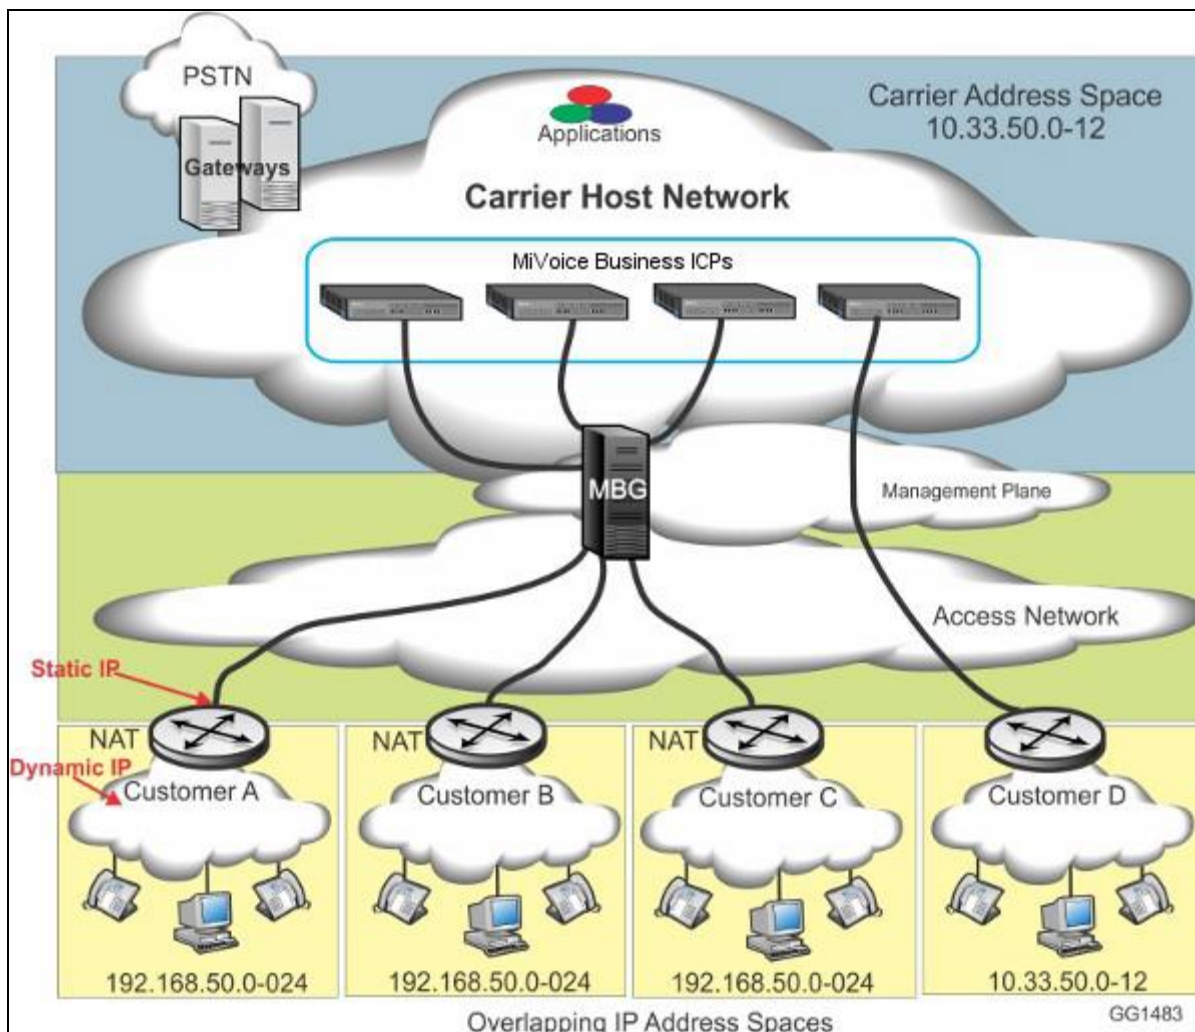 PSTN
Gateways
Applications
Carrier Address Space
10.33.50.0-12
Carrier Host Network
MiVoice Business ICPs
MBG
Management Plane
Access Network
Static IP
NAT
NAT
NAT
Dynamic IP
Customer A
Customer B
Customer C
Customer D
192.168.50.0-024
192.168.50.0-024
192.168.50.0-024
10.33.50.0-12
Overlapping IP Address Spaces
GG1483